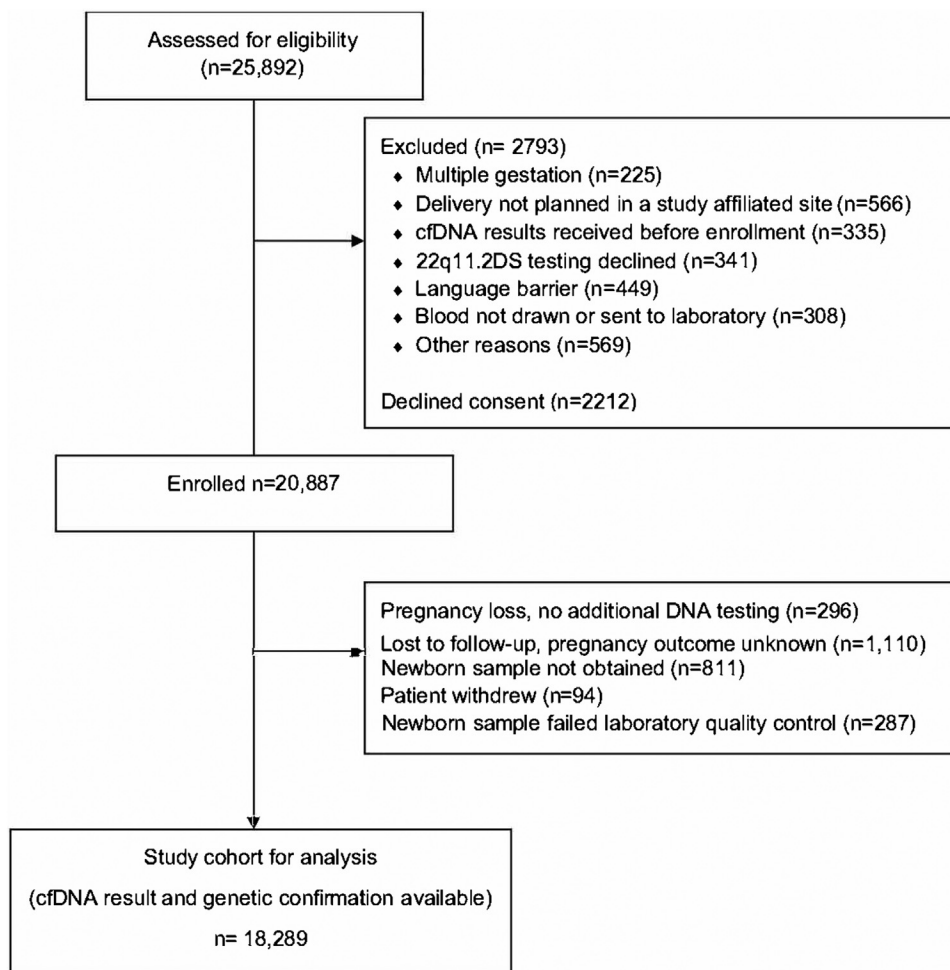 Assessed for eligibility
(n=25,892)
Excluded (n= 2793)
♦ Multiple gestation (n=225)
♦ Delivery not planned in a study affiliated site (n=566)
♦ cfDNA results received before enrollment (n=335)
♦ 22q11.2DS testing declined (n=341)
♦ Language barrier (n=449)
♦ Blood not drawn or sent to laboratory (n=308)
♦ Other reasons (n=569)
Declined consent (n=2212)
Enrolled n=20,887
Pregnancy loss, no additional DNA testing (n=296)
Lost to follow-up, pregnancy outcome unknown (n=1,110)
Newborn sample not obtained (n=811)
Patient withdrew (n=94)
Newborn sample failed laboratory quality control (n=287)
Study cohort for analysis
(cfDNA result and genetic confirmation available)
n= 18,289